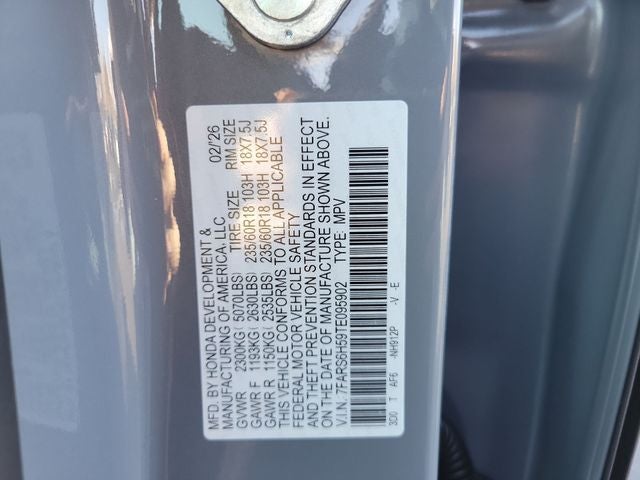 MFD. BY HONDA DEVELOPMENT & 02/'26
MANUFACTURING OF AMERICA. LLC
TIRE SIZE RIM SIZE
GVWR 2300KG( 5070LBS)
GAWR F 1193KG( 2630LBS) 235/60R18 103H 18X7.5J
GAWR R 1150KG( 2535LBS) 235/60R18 103H 18X7.5J
THIS VEHICLE CONFORMS TO ALL APPLICABLE
FEDERAL MOTOR VEHICLE SAFETY
AND THEFT PREVENTION STANDARDS IN EFFECT
ON THE DATE OF MANUFACTURE SHOWN ABOVE.
V.I.N. 7FARS6H59TE095902 TYPE: MPV
3D0 T AF6 -NH912P -V -E